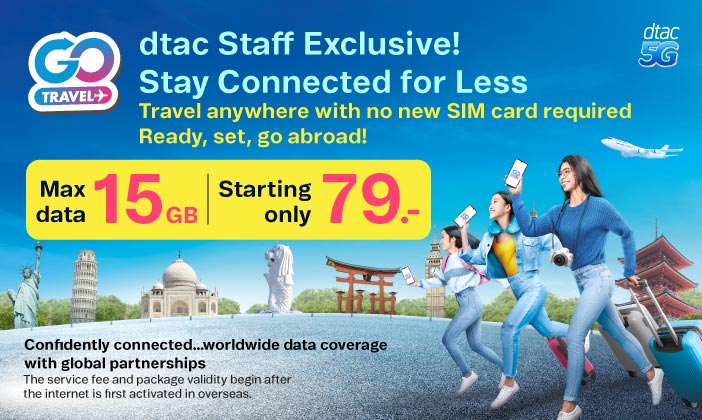 GO
TRAVEL
dtac Staff Exclusive!
Stay Connected for Less
Travel anywhere with no new SIM card required
Ready, set, go abroad!
dtac
5G
Max data 15 GB
Starting only 79.-
Confidently connected...worldwide data coverage
with global partnerships
The service fee and package validity begin after
the internet is first activated in overseas.